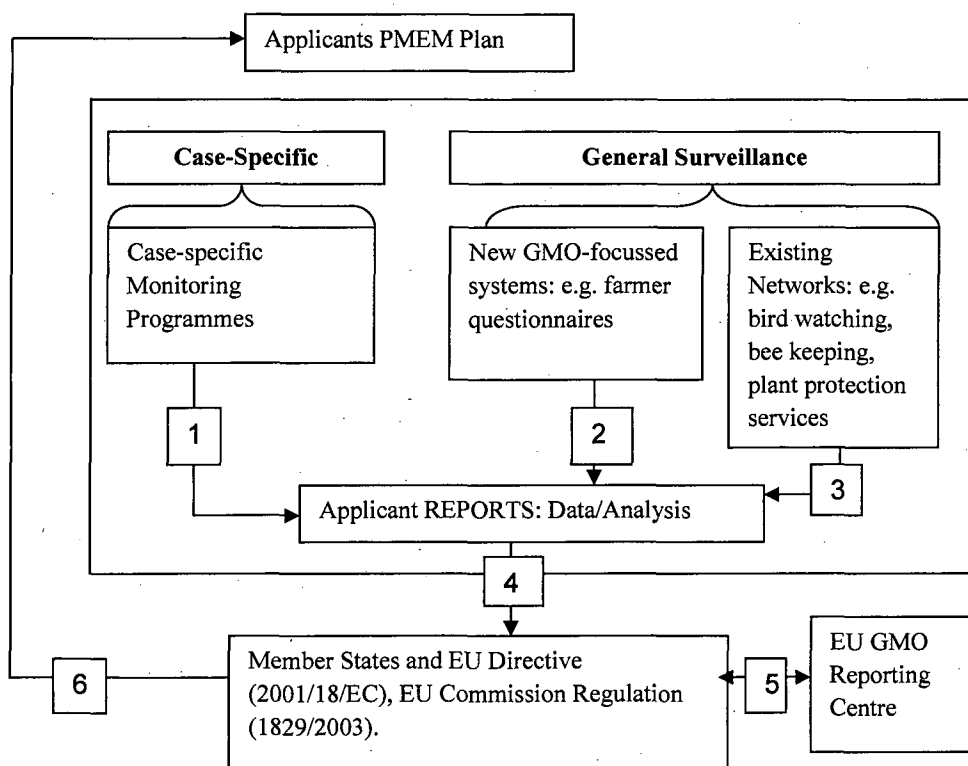 Applicants PMEM Plan
Case-Specific
General Surveillance
Case-specific
Monitoring
Programmes
New GMO-focussed
systems: e.g. farmer
questionnaires
Existing
Networks: e.g.
bird watching,
bee keeping,
plant protection
services
1
2
3
Applicant REPORTS: Data/Analysis
4
Member States and EU Directive
(2001/18/EC), EU Commission Regulation
(1829/2003).
5
EU GMO
Reporting
Centre
6